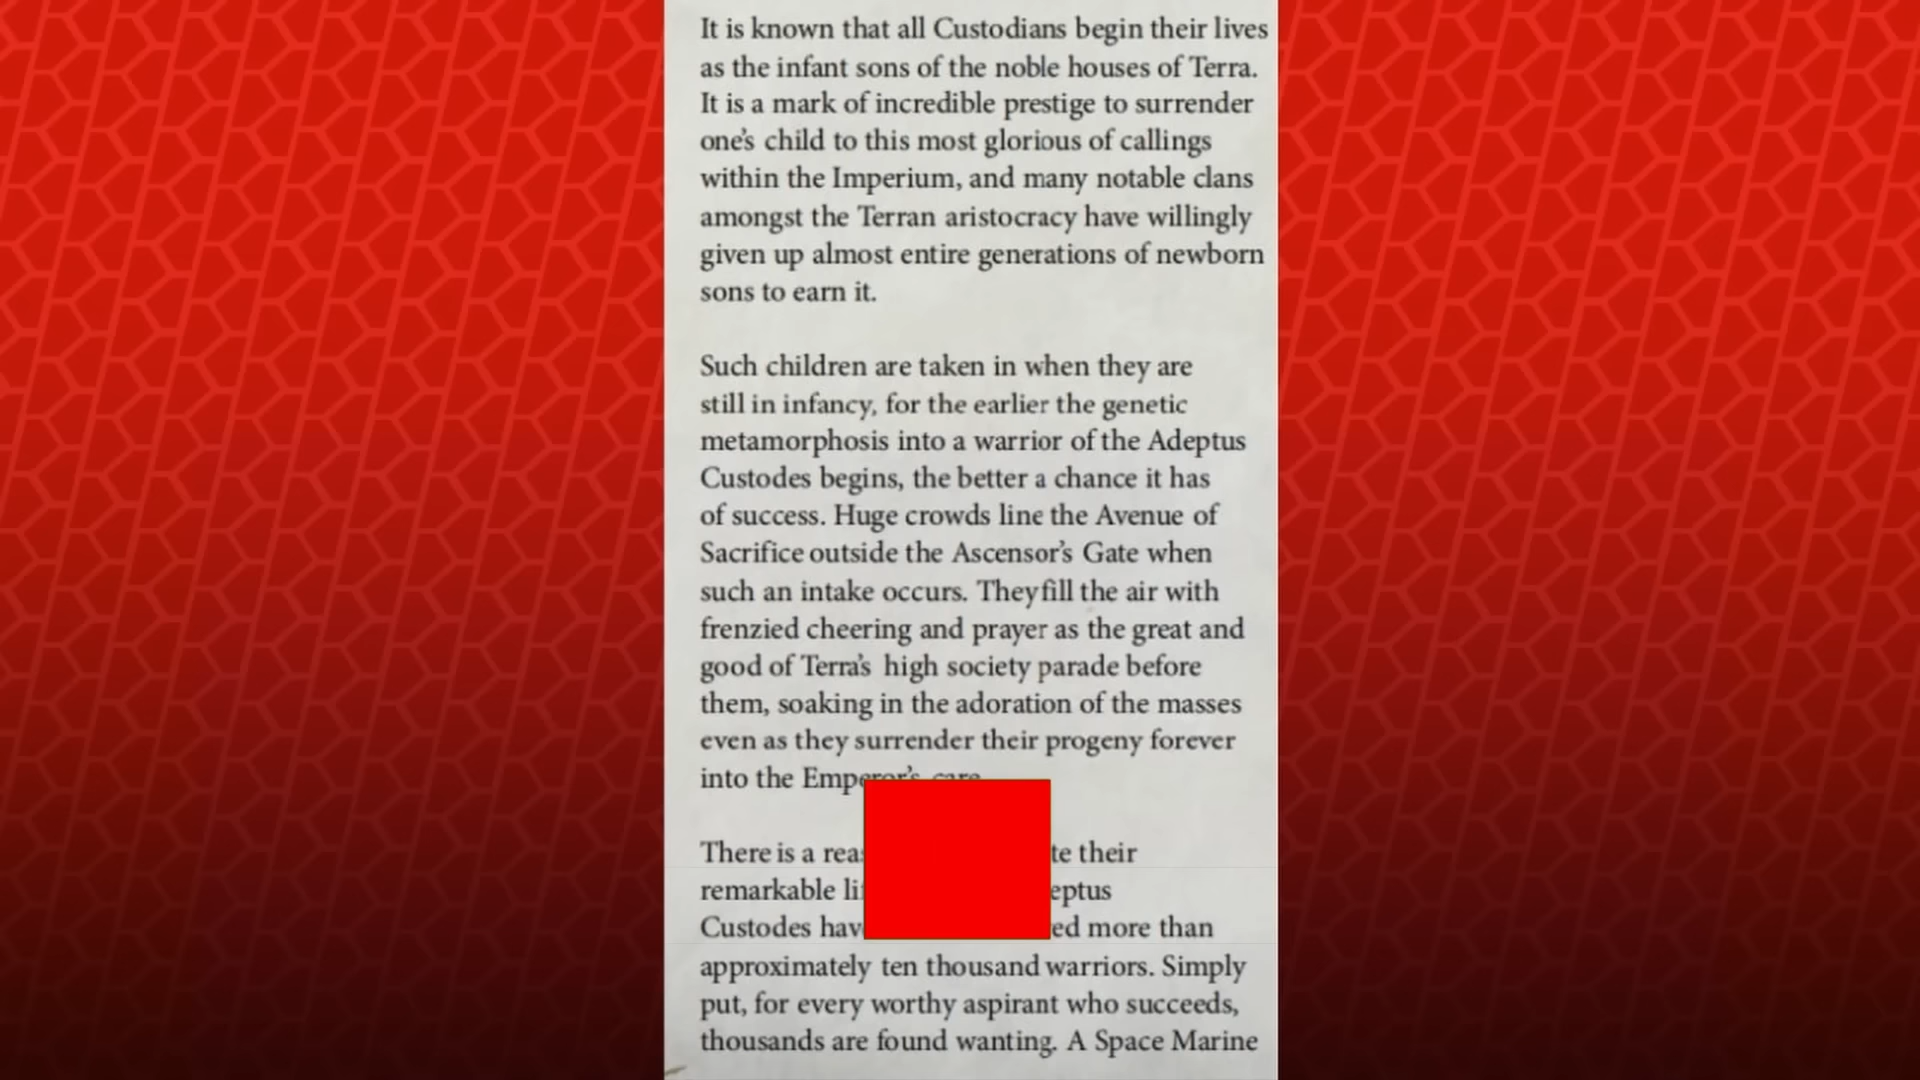 It is known that all Custodians begin their lives
as the infant sons of the noble houses of Terra.
It is a mark of incredible prestige to surrender
one's child to this most glorious of callings
within the Imperium, and many notable clans
amongst the Terran aristocracy have willingly
given up almost entire generations of newborn
sons to earn it.
Such children are taken in when they are
still in infancy, for the earlier the genetic
metamorphosis into a warrior of the Adeptus
Custodes begins, the better a chance it has
of success. Huge crowds line the Avenue of
Sacrifice outside the Ascensor's Gate when
such an intake occurs. They fill the air with
frenzied cheering and prayer as the great and
good of Terra's high society parade before
them, soaking in the adoration of the masses
even as they surrender their progeny forever
into the Emperor's care.
There is a their
remarkable
Custodes more than
approximately ten thousand warriors. Simply
put, for every worthy aspirant who succeeds,
thousands are found wanting. A Space Marine